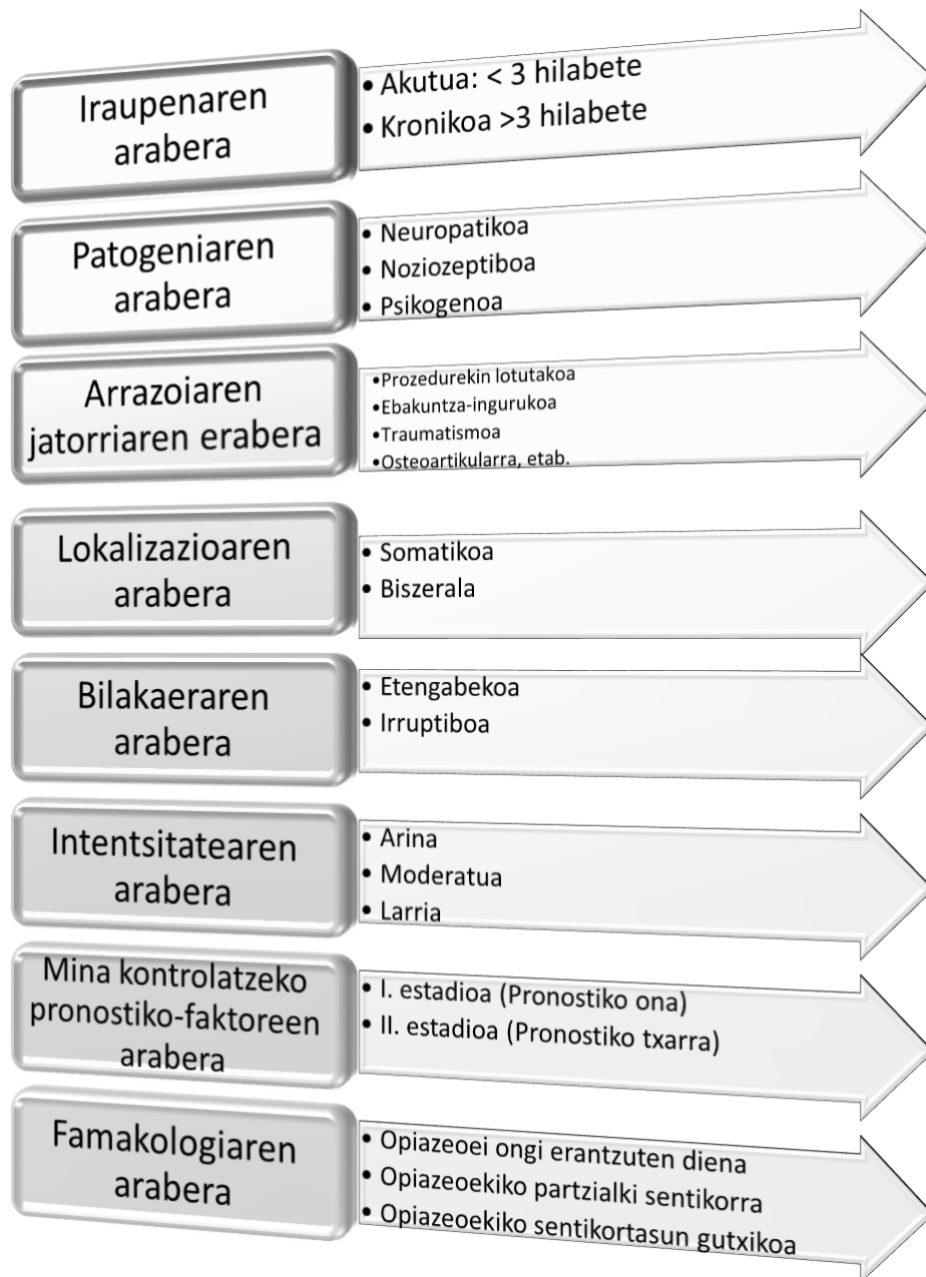 Iraupenaren
arabera
• Akutua: < 3 hilabete
• Kronikoa >3 hilabete
Patogeniaren
arabera
• Neuropatikoa
• Noziozeptiboa
• Psikogenoa
Arrazoiaren
jatorriaren erabera
•Prozedurekin lotutakoa
•Ebakuntza-ingurukoa
•Traumatismoa
•Osteoartikularra, etab.
Lokalizazioaren
arabera
• Somatikoa
• Biszerala
Bilakaeraren
arabera
• Etengabekoa
• Irruptiboa
Intentsitatearen
arabera
• Arina
• Moderatua
• Larria
Mina kontrolatzeko
pronostiko-faktoreen
arabera
• I. estadioa (Pronostiko ona)
• II. estadioa (Pronostiko txarra)
Famakologiaren
arabera
• Opiazeoei ongi erantzuten diena
• Opiazeoekiko partzialki sentikorra
• Opiazeoekiko sentikortasun gutxikoa